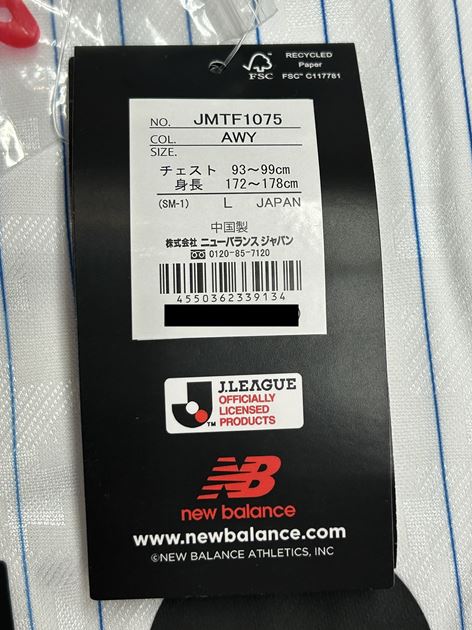 FSC
RECYCLED
Paper
FSC™ C117781
NO. JMTF1075
COL. AWY
SIZE.
チェスト 93～99cm
身長 172～178cm
(SM-1) L JAPAN
中国製
株式会社 ニューバランス ジャパン
0120-85-7120
4550362339134
J.LEAGUE
OFFICIALLY
LICENSED
PRODUCTS
TM
NB
new balance
www.newbalance.com
©NEW BALANCE ATHLETICS, INC